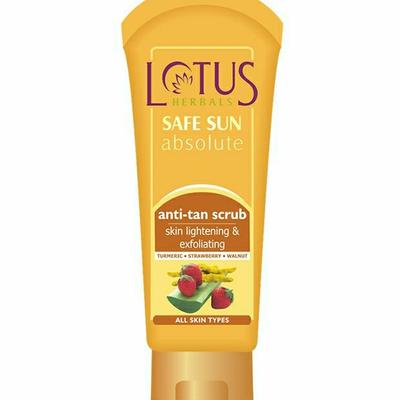 LOTUS
HERBALS
SAFE SUN
absolute
anti-tan scrub
skin lightening &
exfoliating
TURMERIC • STRAWBERRY • WALNUT
ALL SKIN TYPES